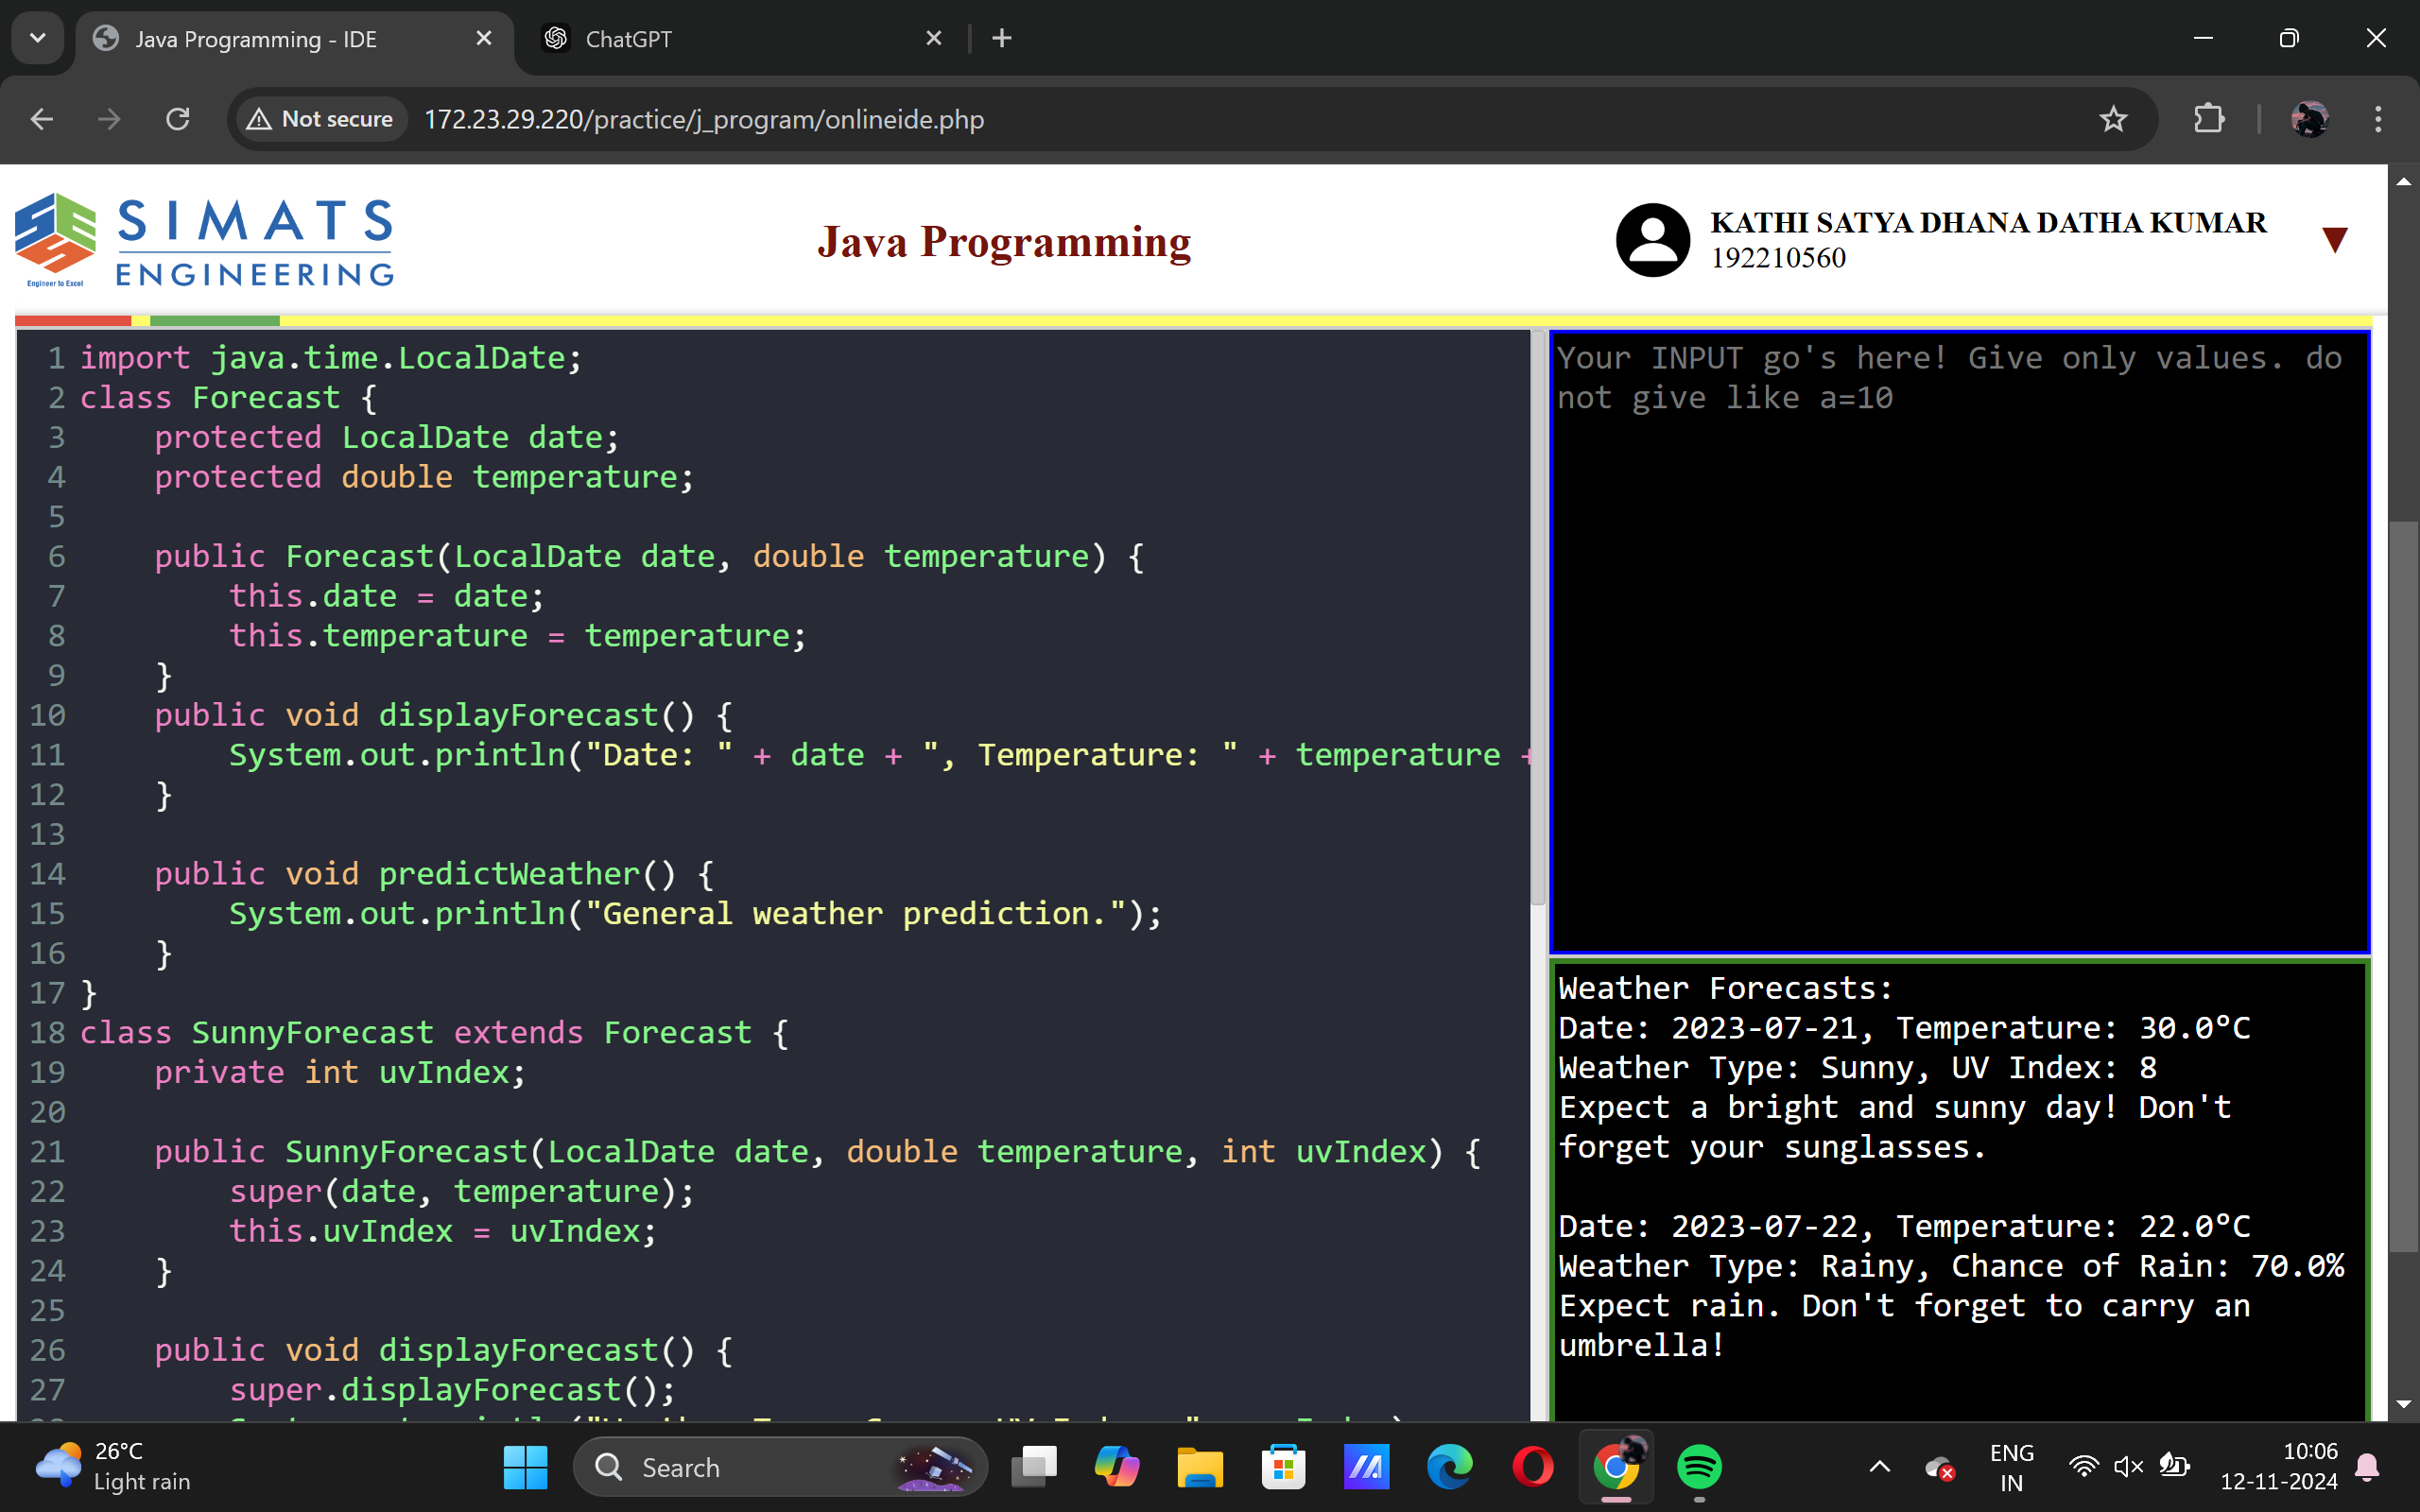 Java Programming - IDE
ChatGPT
Not secure
172.23.29.220/practice/j_program/onlineide.php
SIMATS
ENGINEERING
Engineer to Excel
Java Programming
KATHI SATYA DHANA DATHA KUMAR
192210560
1 import java.time.LocalDate;
2 class Forecast {
3     protected LocalDate date;
4     protected double temperature;
5
6     public Forecast(LocalDate date, double temperature) {
7         this.date = date;
8         this.temperature = temperature;
9     }
10     public void displayForecast() {
11         System.out.println("Date: " + date + ", Temperature: " + temperature +
12     }
13
14     public void predictWeather() {
15         System.out.println("General weather prediction.");
16     }
17 }
18 class SunnyForecast extends Forecast {
19     private int uvIndex;
20
21     public SunnyForecast(LocalDate date, double temperature, int uvIndex) {
22         super(date, temperature);
23         this.uvIndex = uvIndex;
24     }
25
26     public void displayForecast() {
27         super.displayForecast();
Your INPUT go's here! Give only values. do
not give like a=10
Weather Forecasts:
Date: 2023-07-21, Temperature: 30.0°C
Weather Type: Sunny, UV Index: 8
Expect a bright and sunny day! Don't
forget your sunglasses.
Date: 2023-07-22, Temperature: 22.0°C
Weather Type: Rainy, Chance of Rain: 70.0%
Expect rain. Don't forget to carry an
umbrella!
26°C
Light rain
Search
ENG
IN
10:06
12-11-2024